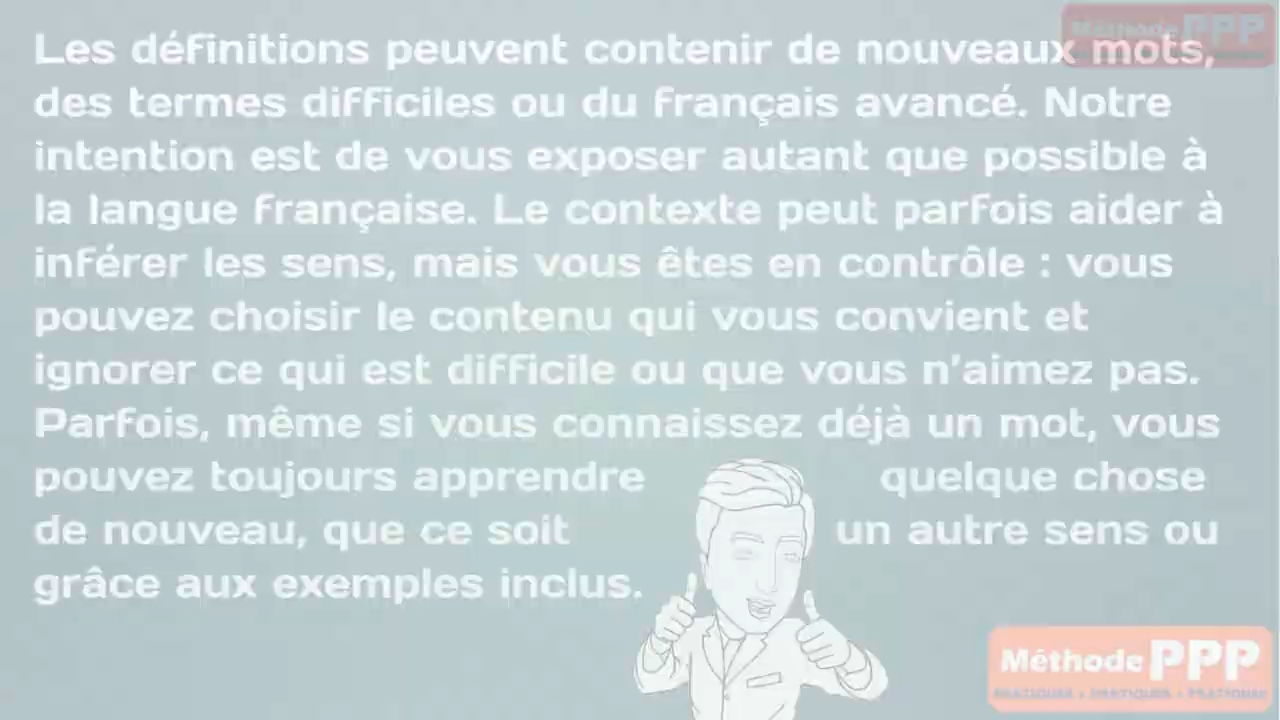 Les définitions peuvent contenir de nouveaux mots,
des termes difficiles ou du français avancé. Notre
intention est de vous exposer autant que possible à
la langue française. Le contexte peut parfois aider à
inférer les sens, mais vous êtes en contrôle : vous
pouvez choisir le contenu qui vous convient et
ignorer ce qui est difficile ou que vous n'aimez pas.
Parfois, même si vous connaissez déjà un mot, vous
pouvez toujours apprendre quelque chose
de nouveau, que ce soit un autre sens ou
grâce aux exemples inclus.
Méthode PPP
Méthode PPP